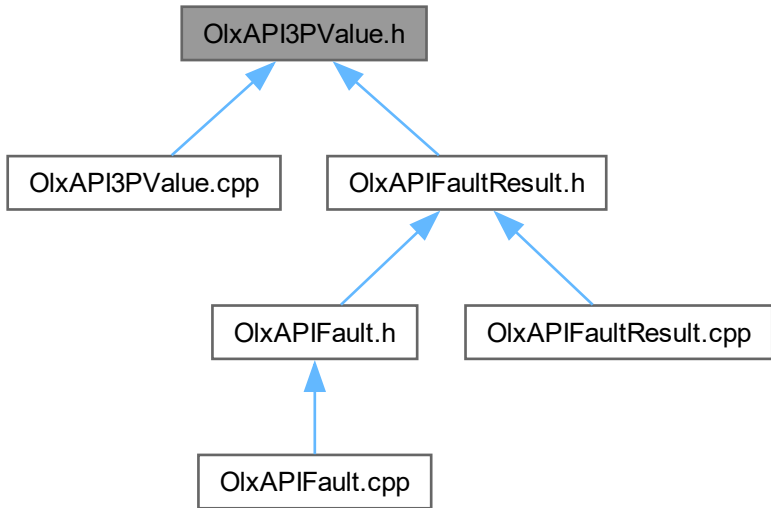 OlxAPI3PValue.h
OlxAPI3PValue.cpp
OlxAPIFaultResult.h
OlxAPIFault.h
OlxAPIFaultResult.cpp
OlxAPIFault.cpp